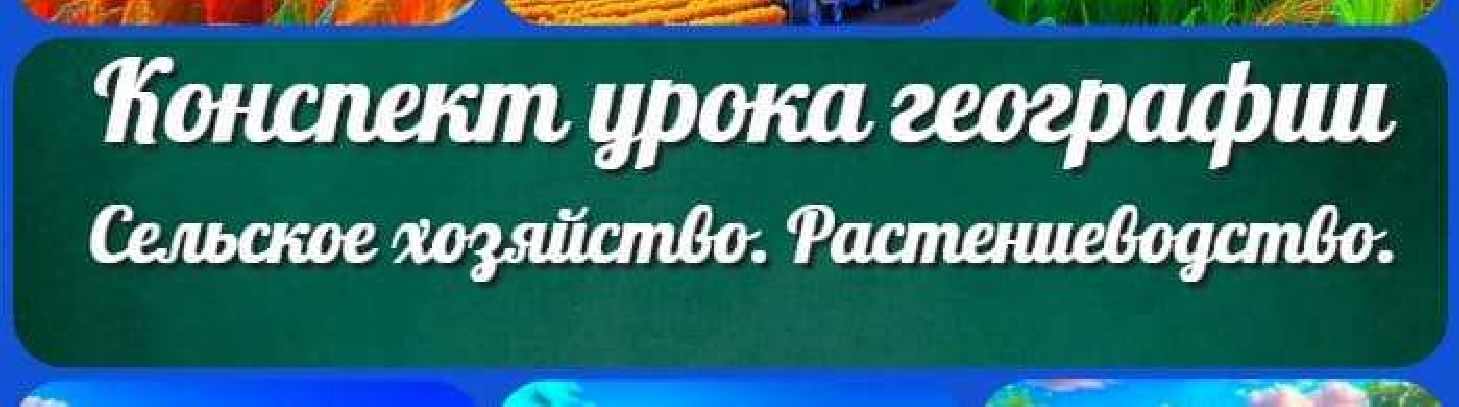 Конспект урока географии
Сельское хозяйство. Растениеводство.